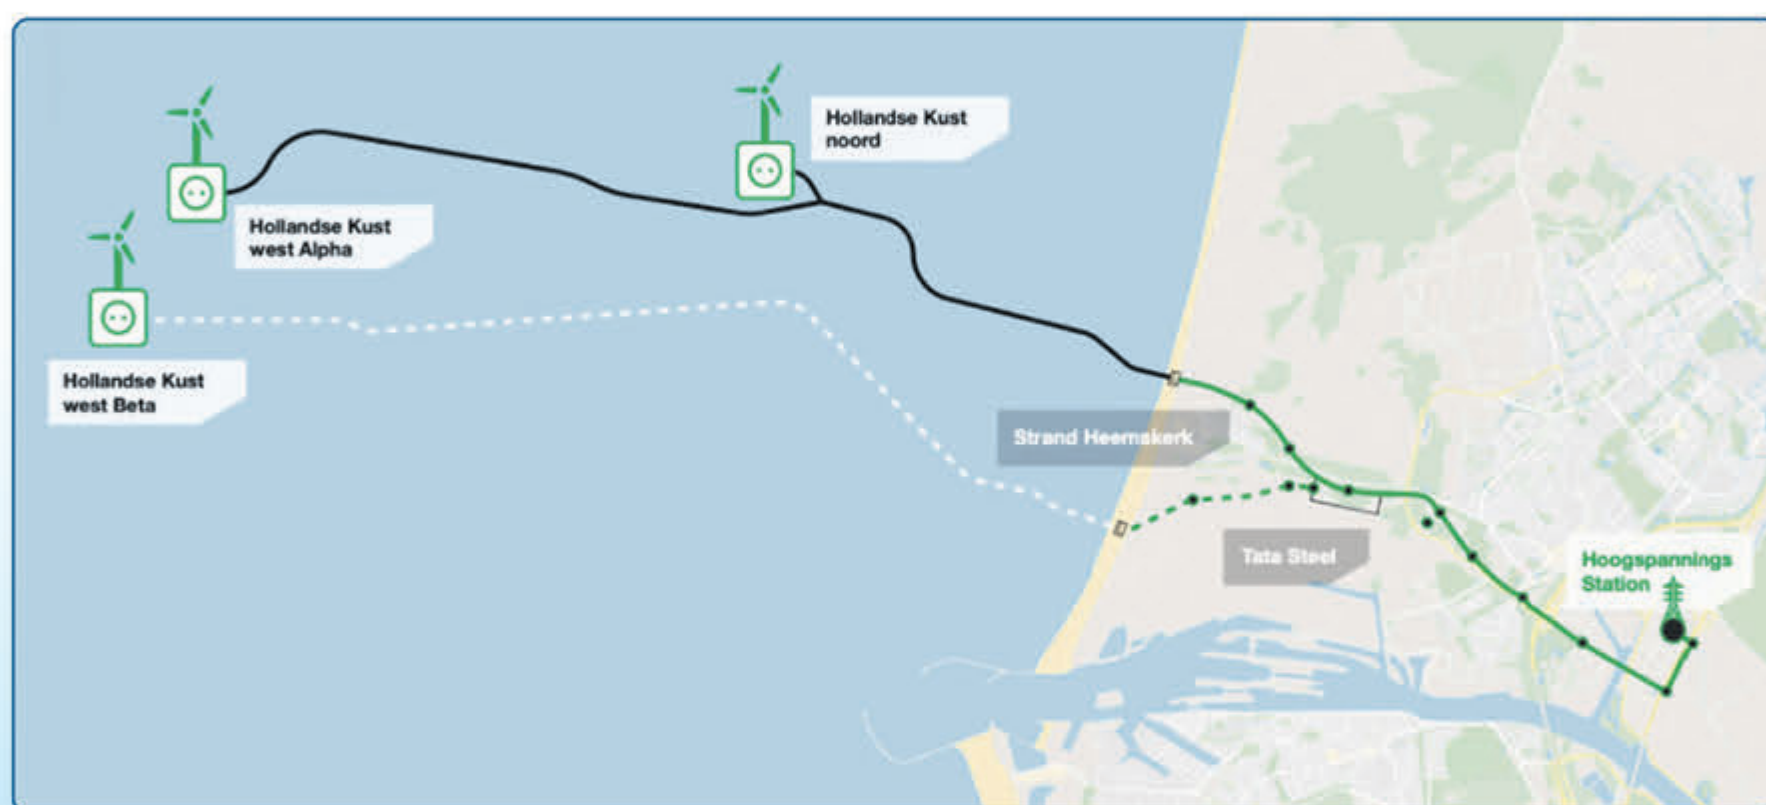 Hollandse Kust
noord
Hollandse Kust
west Alpha
Hollandse Kust
west Beta
Strand Heemskerk
Tata Steel
Hoogspannings
Station